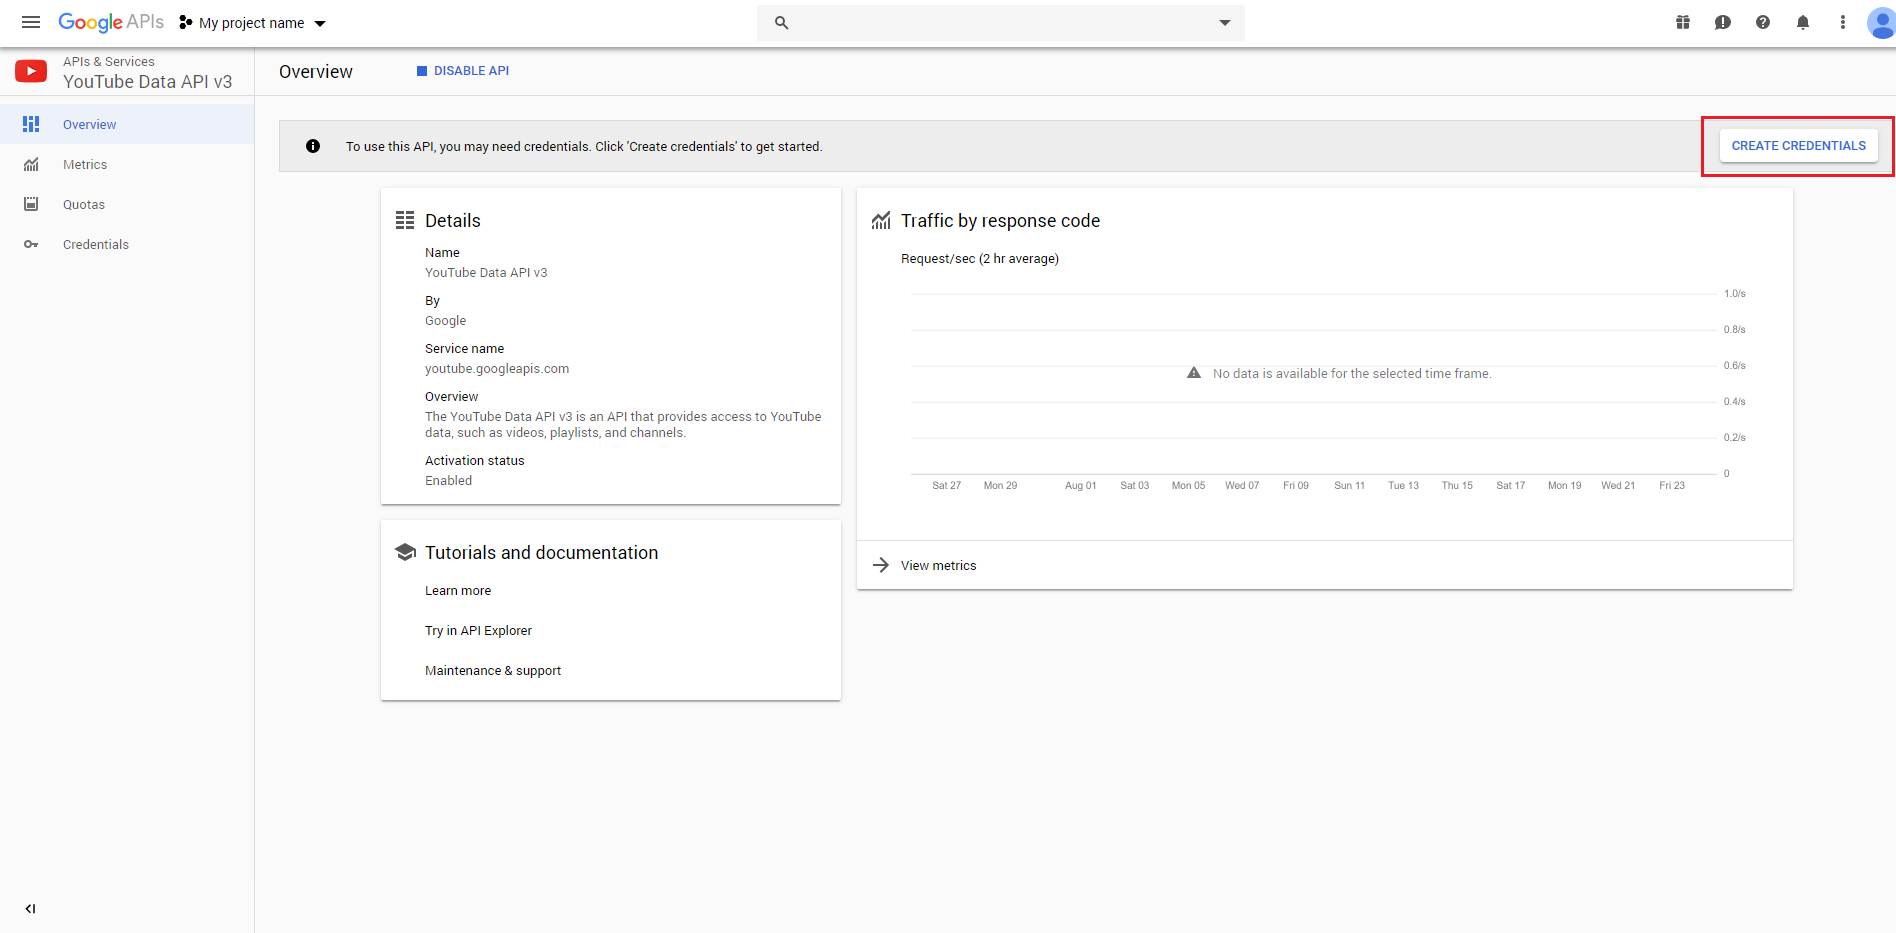 Google APIs My project name
APIs & Services
YouTube Data API v3
Overview
Metrics
Quotas
Credentials
Overview DISABLE API
To use this API, you may need credentials. Click 'Create credentials' to get started.
CREATE CREDENTIALS
Details
Name
YouTube Data API v3
By
Google
Service name
youtube.googleapis.com
Overview
The YouTube Data API v3 is an API that provides access to YouTube
data, such as videos, playlists, and channels.
Activation status
Enabled
Tutorials and documentation
Learn more
Try in API Explorer
Maintenance & support
Traffic by response code
Request/sec (2 hr average)
1.0/s
0.8/s
0.6/s
No data is available for the selected time frame.
0.4/s
0.2/s
0
Sat 27 Mon 29 Aug 01 Sat 03 Mon 05 Wed 07 Fri 09 Sun 11 Tue 13 Thu 15 Sat 17 Mon 19 Wed 21 Fri 23
View metrics